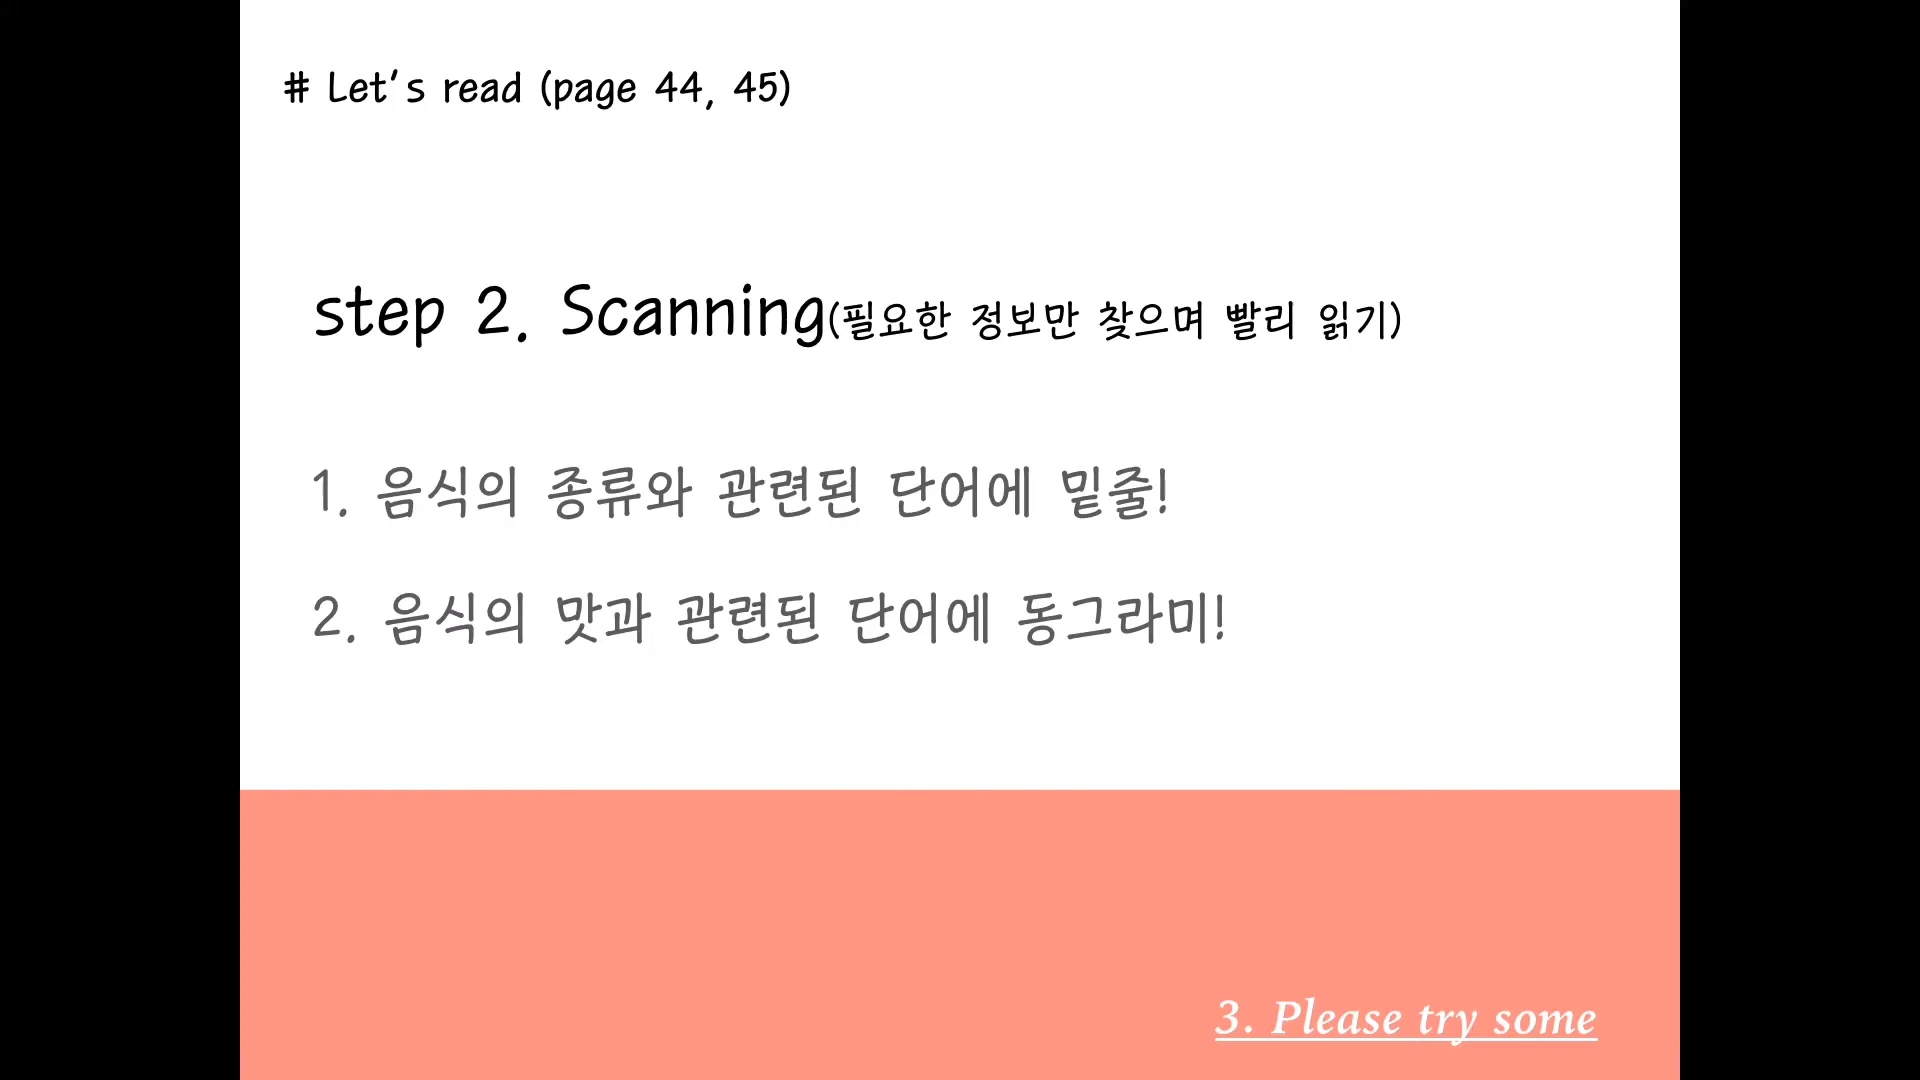 # Let's read (page 44, 45)
step 2. Scanning(필요한 정보만 찾으며 빨리 읽기)
1. 음식의 종류와 관련된 단어에 밑줄!
2. 음식의 맛과 관련된 단어에 동그라미!
3. Please try some